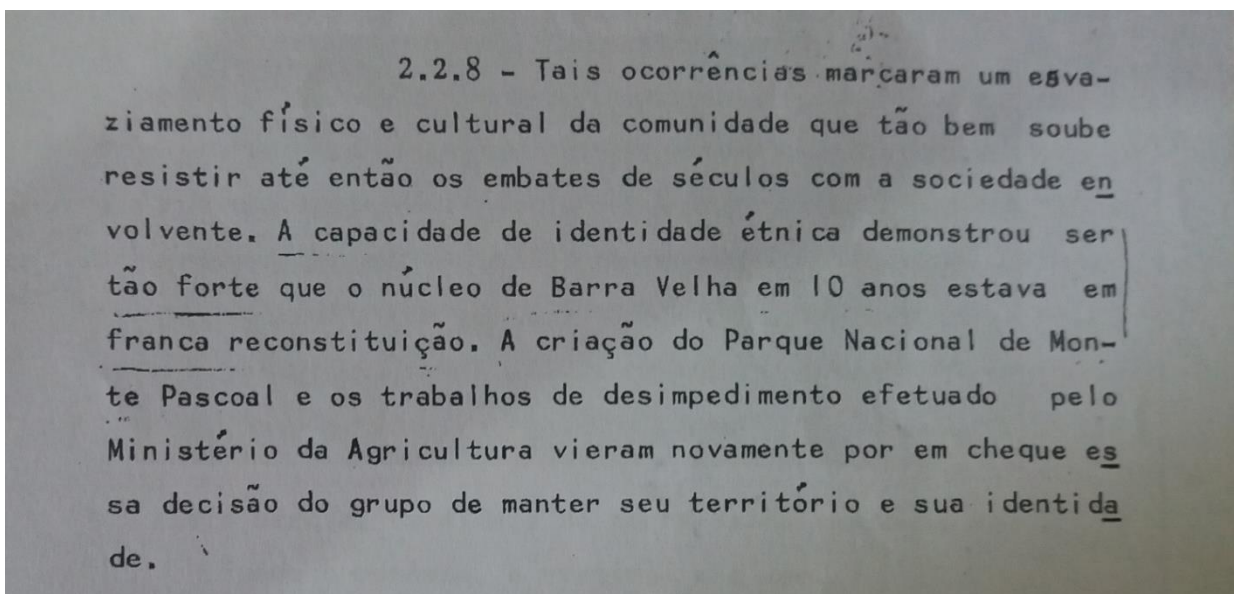 2.2.8 - Tais ocorrências marcaram um esva-
ziamento físico e cultural da comunidade que tão bem soube
resistir até então os embates de séculos com a sociedade en
volvente. A capacidade de identidade étnica demonstrou ser
tão forte que o núcleo de Barra Velha em 10 anos estava em
franca reconstituição. A criação do Parque Nacional de Mon-
te Pascoal e os trabalhos de desimpedimento efetuado pelo
Ministério da Agricultura vieram novamente por em cheque es
sa decisão do grupo de manter seu território e sua identida
de.